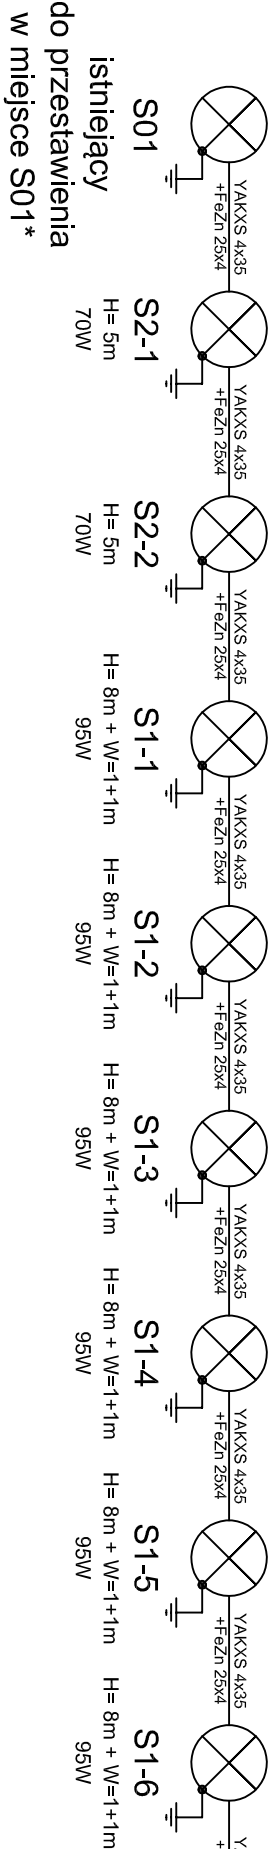 YAKXS 4x35
+FeZn 25x4
YAKXS 4x35
+FeZn 25x4
YAKXS 4x35
+FeZn 25x4
YAKXS 4x35
+FeZn 25x4
YAKXS 4x35
+FeZn 25x4
YAKXS 4x35
+FeZn 25x4
YAKXS 4x35
+FeZn 25x4
YAKXS 4x35
+FeZn 25x4
S01
istniejący
do przestawienia
w miejsce S01*
S2-1
H= 5m
70W
S2-2
H= 5m
70W
S1-1
H= 8m + W=1+1m
95W
S1-2
H= 8m + W=1+1m
95W
S1-3
H= 8m + W=1+1m
95W
S1-4
H= 8m + W=1+1m
95W
S1-5
H= 8m + W=1+1m
95W
S1-6
H= 8m + W=1+1m
95W